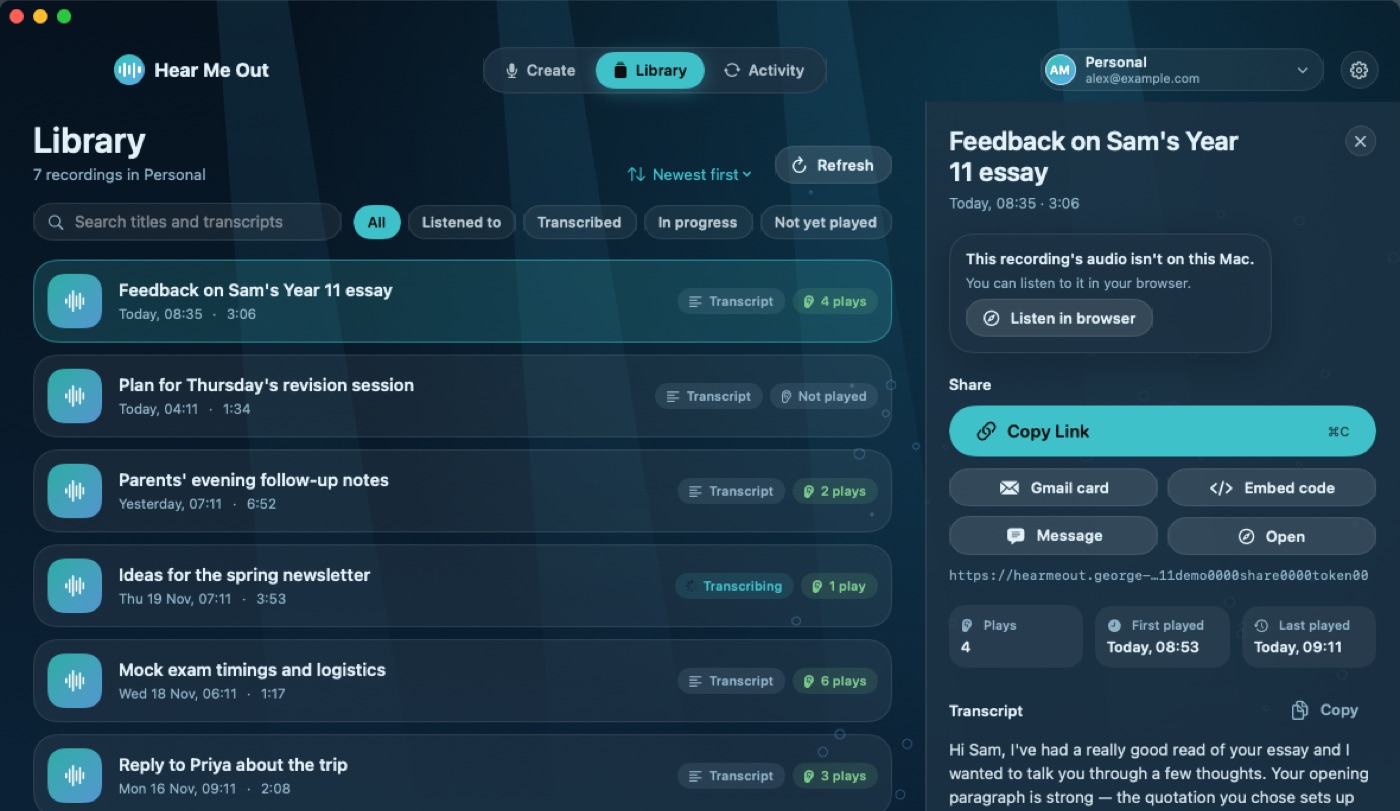 Hear Me Out
Create
Library
Activity
AM
Personal
alex@example.com
Library
7 recordings in Personal
Newest first
Refresh
Search titles and transcripts
All
Listened to
Transcribed
In progress
Not yet played
Feedback on Sam's Year 11 essay
Today, 08:35 · 3:06
Transcript
4 plays
Plan for Thursday's revision session
Today, 04:11 · 1:34
Transcript
Not played
Parents' evening follow-up notes
Yesterday, 07:11 · 6:52
Transcript
2 plays
Ideas for the spring newsletter
Thu 19 Nov, 07:11 · 3:53
Transcribing
1 play
Mock exam timings and logistics
Wed 18 Nov, 06:11 · 1:17
Transcript
6 plays
Reply to Priya about the trip
Mon 16 Nov, 09:11 · 2:08
Transcript
3 plays
Feedback on Sam's Year
11 essay
Today, 08:35 · 3:06
This recording's audio isn't on this Mac.
You can listen to it in your browser.
Listen in browser
Share
Copy Link
⌘C
Gmail card
</> Embed code
Message
Open
https://hearmeout.george-…11demo0000share0000token00
Plays
4
First played
Today, 08:53
Last played
Today, 09:11
Transcript
Copy
Hi Sam, I've had a really good read of your essay and I
wanted to talk you through a few thoughts. Your opening
paragraph is strong — the quotation you chose sets up